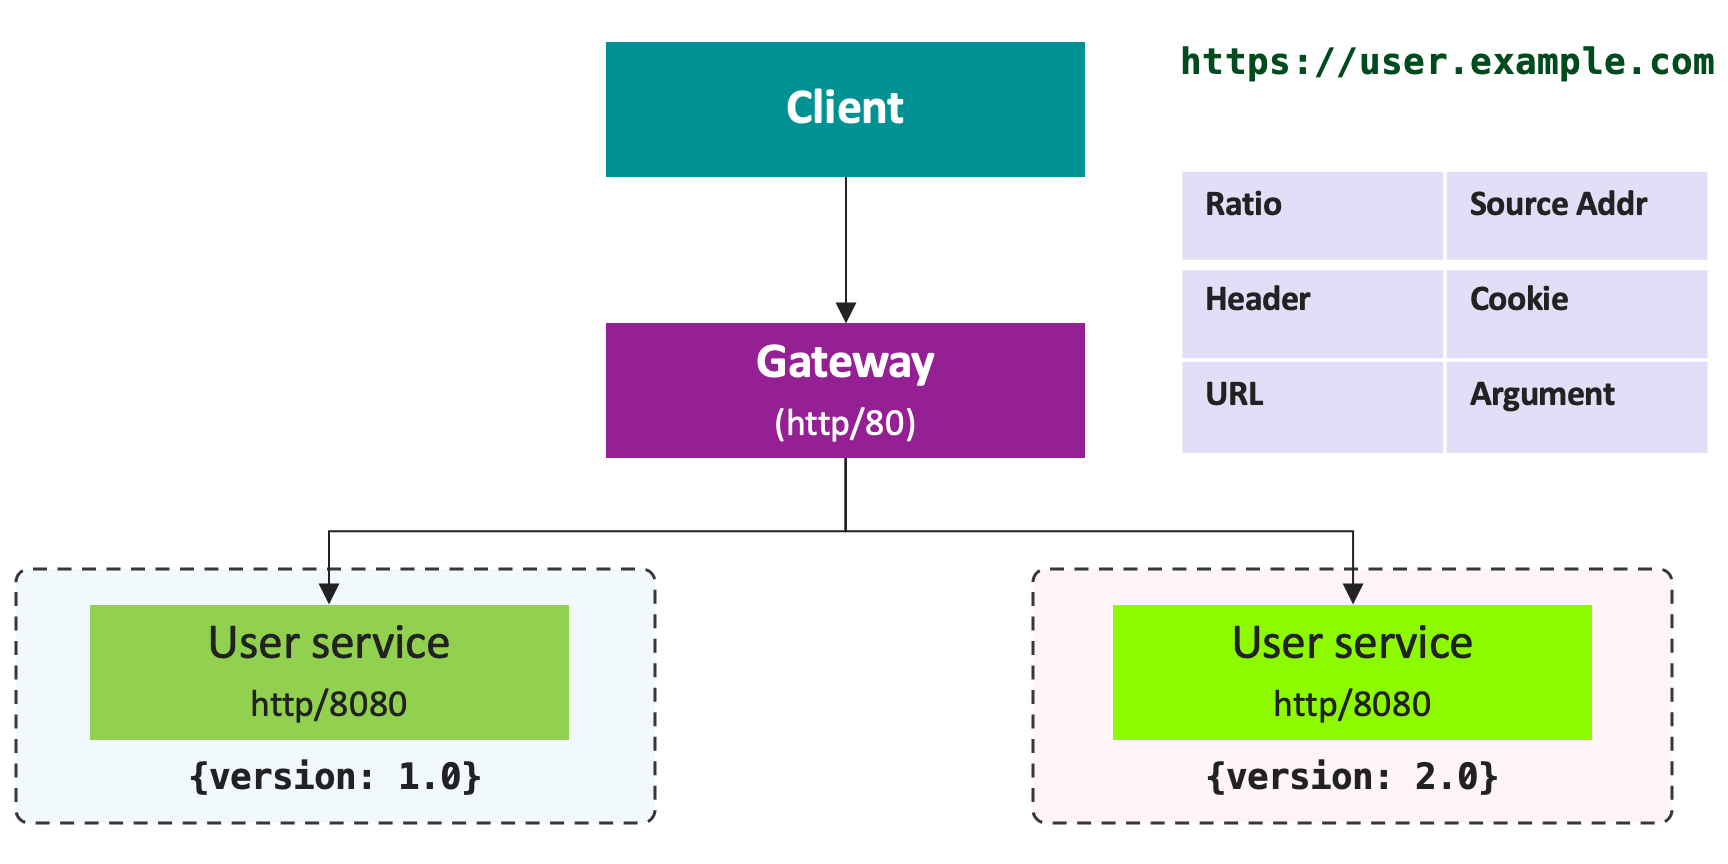 https://user.example.com
Client
Ratio
Source Addr
Header
Cookie
URL
Argument
Gateway
(http/80)
User service
http/8080
{version: 1.0}
User service
http/8080
{version: 2.0}